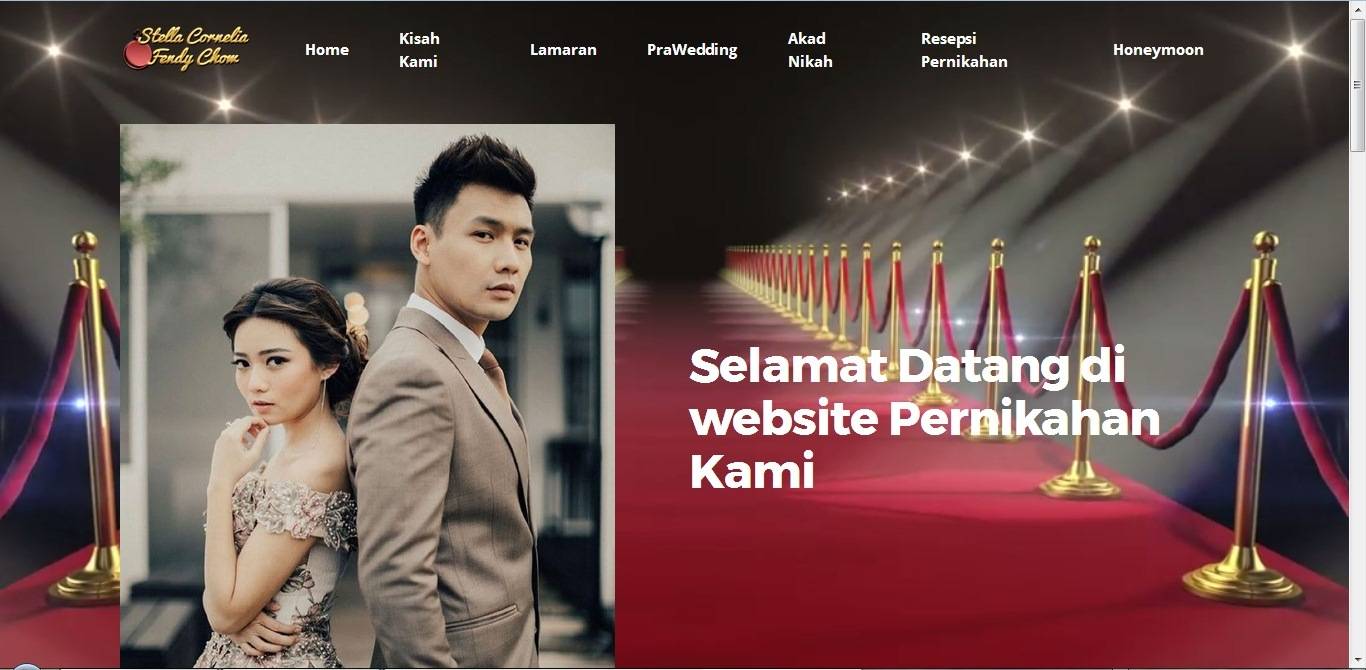 Stella Cornelia
Fendy Chow
Home
Kisah
Kami
Lamaran
PraWedding
Akad
Nikah
Resepsi
Pernikahan
Honeymoon
Selamat Datang di
website Pernikahan
Kami